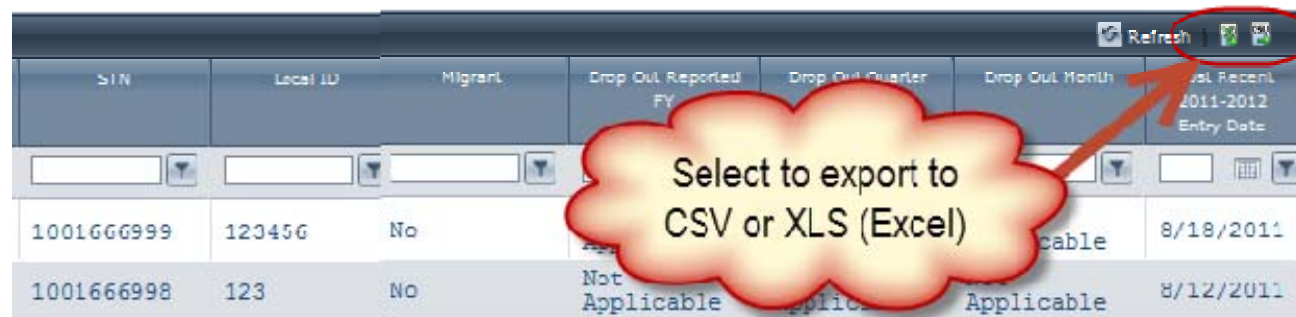 Refresh
STN Local ID Migrant Drop Out Reported FY Drop Out Quarter Drop Out Month Most Recent 2011-2012 Entry Date
Select to export to
CSV or XLS (Excel)
1001666999 123456 No 8/18/2011
1001666998 123 No Not Applicable Applicable 8/12/2011